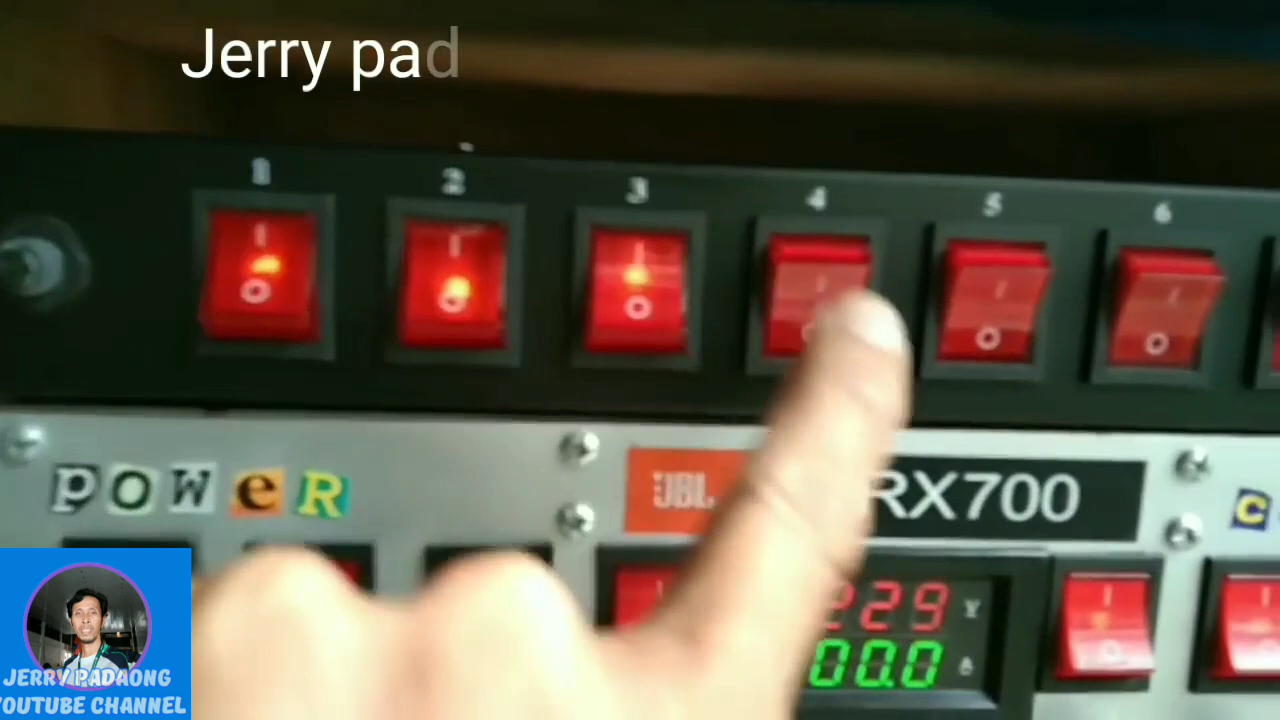 Jerry pad
1 2 3 4 5 6
POWeR
JBL RX700
C
229 V
00.0 A
JERRY PADAONG
YOUTUBE CHANNEL